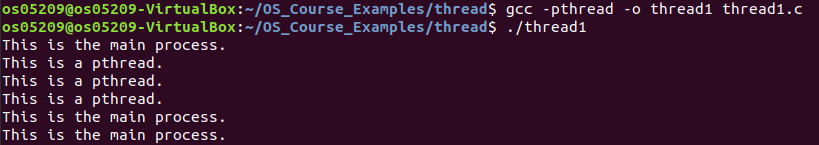 os05209@os05209-VirtualBox:~/OS_Course_Examples/thread$ gcc -pthread -o thread1 thread1.c
os05209@os05209-VirtualBox:~/OS_Course_Examples/thread$ ./thread1
This is the main process.
This is a pthread.
This is a pthread.
This is a pthread.
This is the main process.
This is the main process.